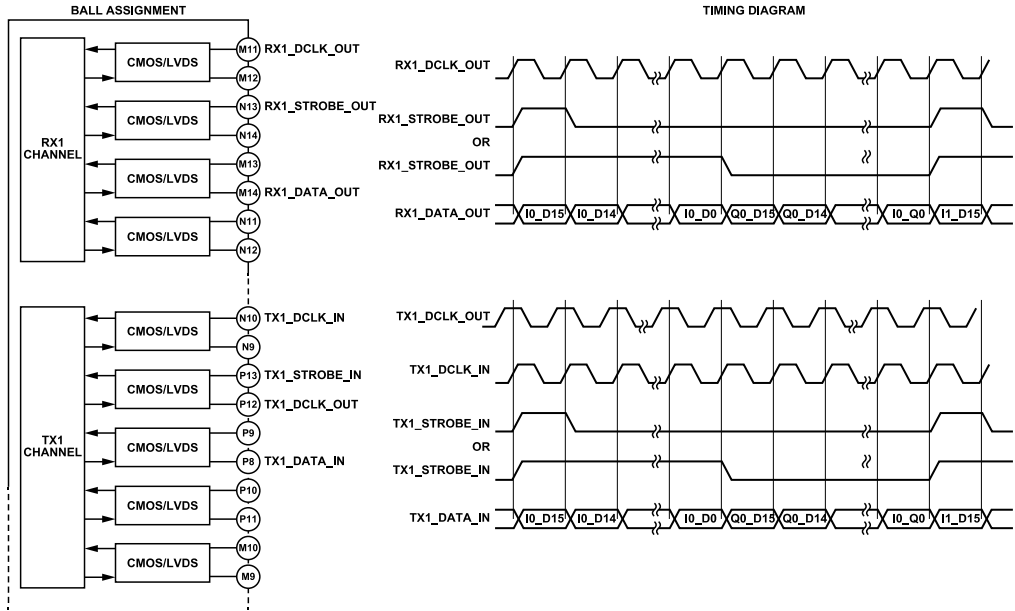 BALL ASSIGNMENT
RX1
CHANNEL
CMOS/LVDS
M11
RX1_DCLK_OUT
M12
CMOS/LVDS
N13
RX1_STROBE_OUT
N14
CMOS/LVDS
M13
M14
RX1_DATA_OUT
CMOS/LVDS
N11
N12
TX1
CHANNEL
CMOS/LVDS
N10
TX1_DCLK_IN
N9
CMOS/LVDS
P13
TX1_STROBE_IN
P12
TX1_DCLK_OUT
CMOS/LVDS
P9
P8
TX1_DATA_IN
CMOS/LVDS
P10
P11
CMOS/LVDS
M10
M9
TIMING DIAGRAM
RX1_DCLK_OUT
RX1_STROBE_OUT
OR
RX1_STROBE_OUT
RX1_DATA_OUT I0_D15 I0_D14 I0_D0 Q0_D15 Q0_D14 I0_Q0 I1_D15
TX1_DCLK_OUT
TX1_DCLK_IN
TX1_STROBE_IN
OR
TX1_STROBE_IN
TX1_DATA_IN I0_D15 I0_D14 I0_D0 Q0_D15 Q0_D14 I0_Q0 I1_D15